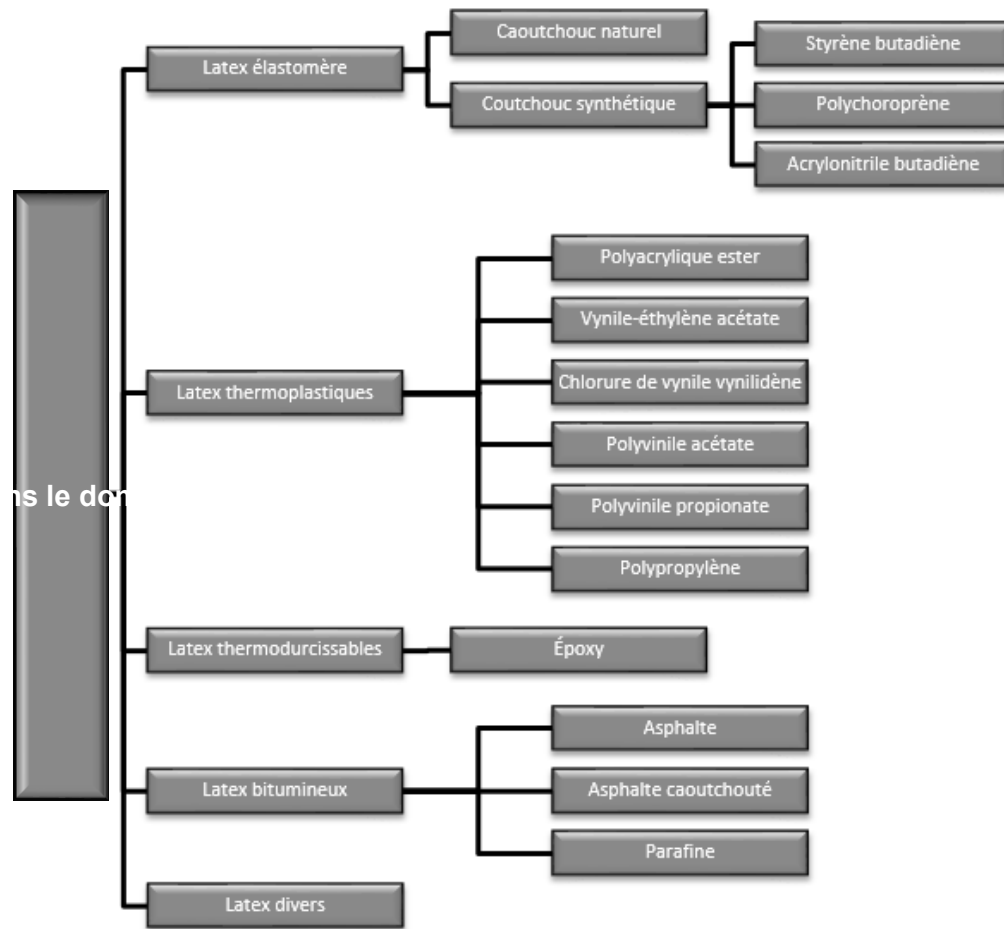 Latex élastomère
Caoutchouc naturel
Coutchouc synthétique
Styrène butadiène
Polychoroprène
Acrylonitrile butadiène
Latex thermoplastiques
Polyacrylique ester
Vynile-éthylène acétate
Chlorure de vynile vynilidène
Polyvinile acétate
Polyvinile propionate
Polypropylène
ns le dom
Latex thermodurcissables
Époxy
Latex bitumineux
Asphalte
Asphalte caoutchouté
Parafine
Latex divers